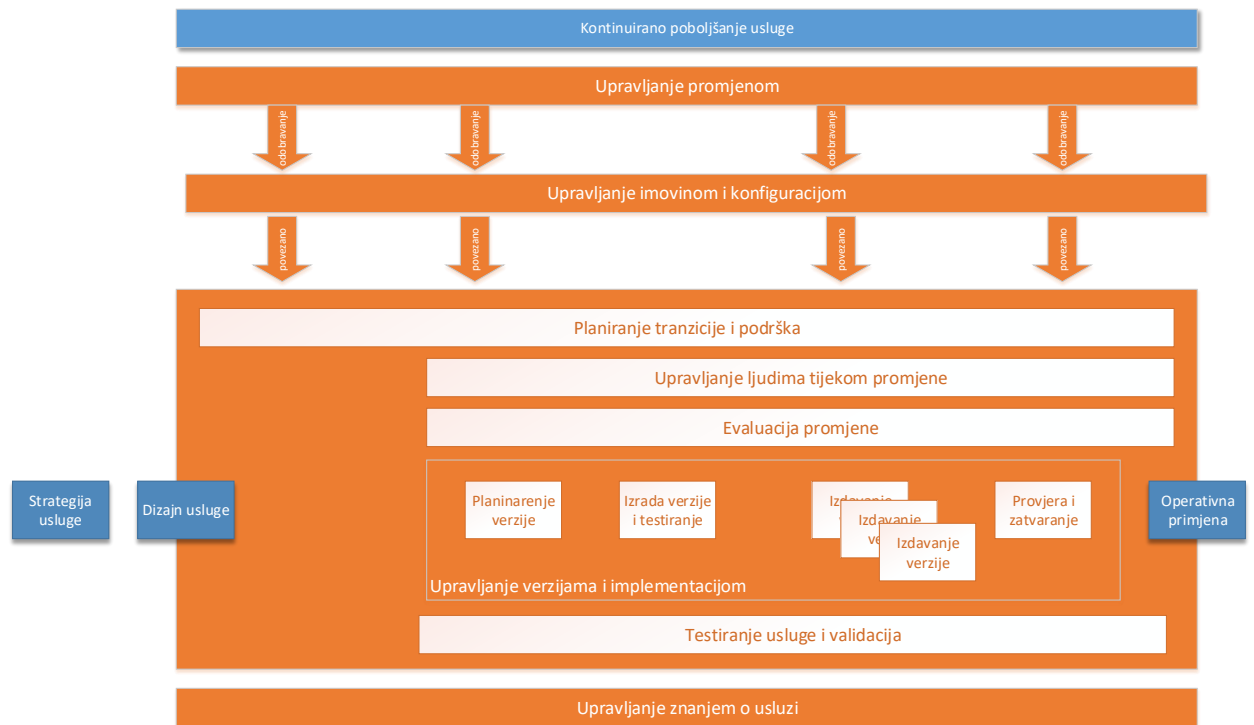 Kontinuirano poboljšanje usluge
Upravljanje promjenom
odobravanje
odobravanje
odobravanje
odobravanje
Upravljanje imovinom i konfiguracijom
povezano
povezano
povezano
povezano
Planiranje tranzicije i podrška
Upravljanje ljudima tijekom promjene
Evaluacija promjene
Strategija
usluge
Dizajn usluge
Planinarenje
verzije
Izrada verzije
i testiranje
Izdavanje
Izdavanje
Izdavanje
verzije
Provjera i
zatvaranje
Operativna
primjena
Upravljanje verzijama i implementacijom
Testiranje usluge i validacija
Upravljanje znanjem o usluzi